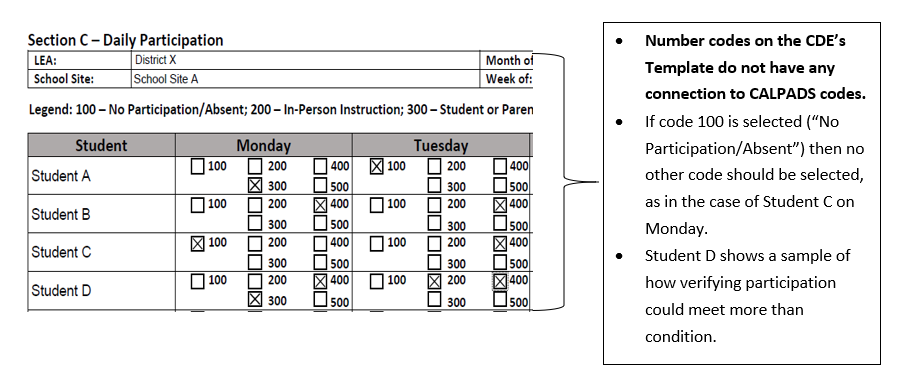 Section C – Daily Participation
LEA: District X Month of
School Site: School Site A Week of:
Legend: 100 – No Participation/Absent; 200 – In-Person Instruction; 300 – Student or Paren
Student Monday Tuesday
Student A
☐ 100 ☐ 200 ☐ 400 ☒ 100 ☐ 200 ☐ 400
☒ 300 ☐ 500 ☐ 300 ☐ 500
Student B
☐ 100 ☐ 200 ☒ 400 ☐ 100 ☐ 200 ☒ 400
☐ 300 ☐ 500 ☐ 300 ☐ 500
Student C
☒ 100 ☐ 200 ☐ 400 ☐ 100 ☐ 200 ☒ 400
☐ 300 ☐ 500 ☐ 300 ☐ 500
Student D
☐ 100 ☐ 200 ☒ 400 ☐ 100 ☒ 200 ☒ 400
☒ 300 ☐ 500 ☐ 300 ☐ 500
• Number codes on the CDE's
Template do not have any
connection to CALPADS codes.
• If code 100 is selected ("No
Participation/Absent") then no
other code should be selected,
as in the case of Student C on
Monday.
• Student D shows a sample of
how verifying participation
could meet more than
condition.